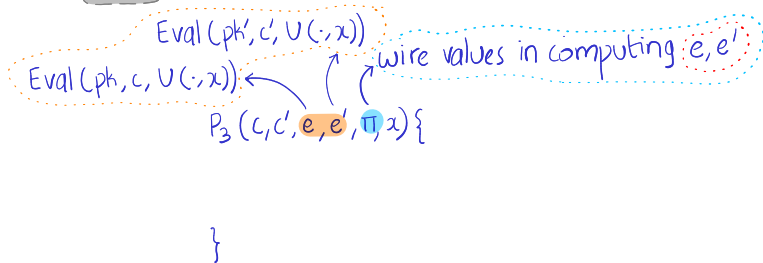 Eval(pk', c', U(·, x))
wire values in computing e, e'
Eval(pk, c, U(·, x))
P₃(c, c', e, e', π, x) {
}